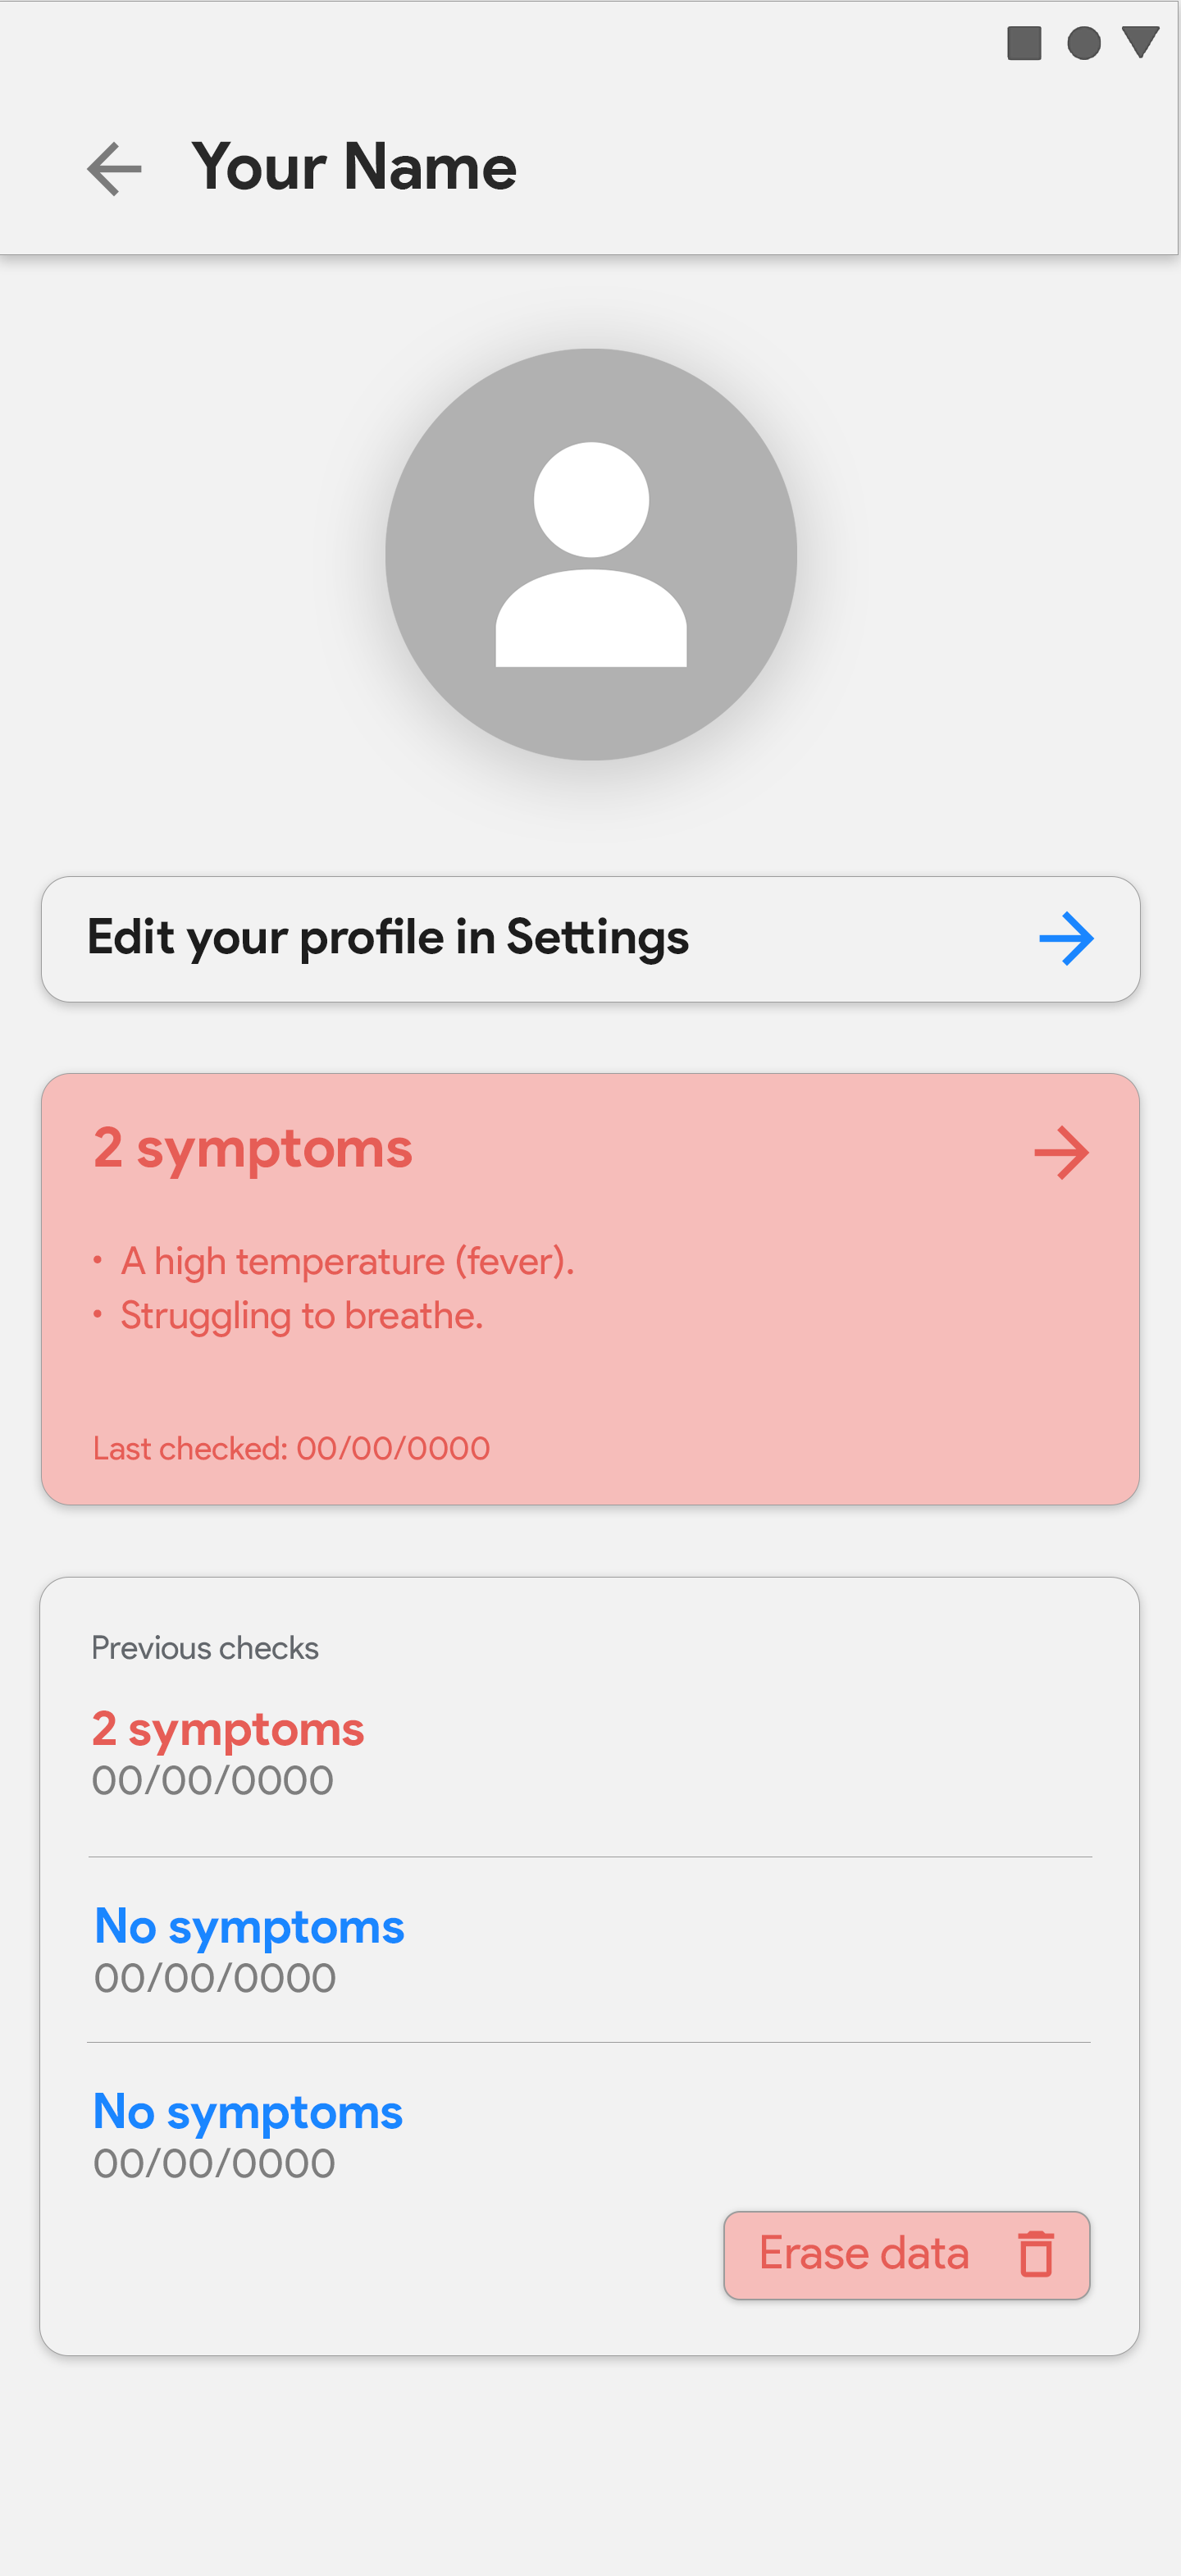 Your Name
Edit your profile in Settings
2 symptoms
• A high temperature (fever).
• Struggling to breathe.
Last checked: 00/00/0000
Previous checks
2 symptoms
00/00/0000
No symptoms
00/00/0000
No symptoms
00/00/0000
Erase data